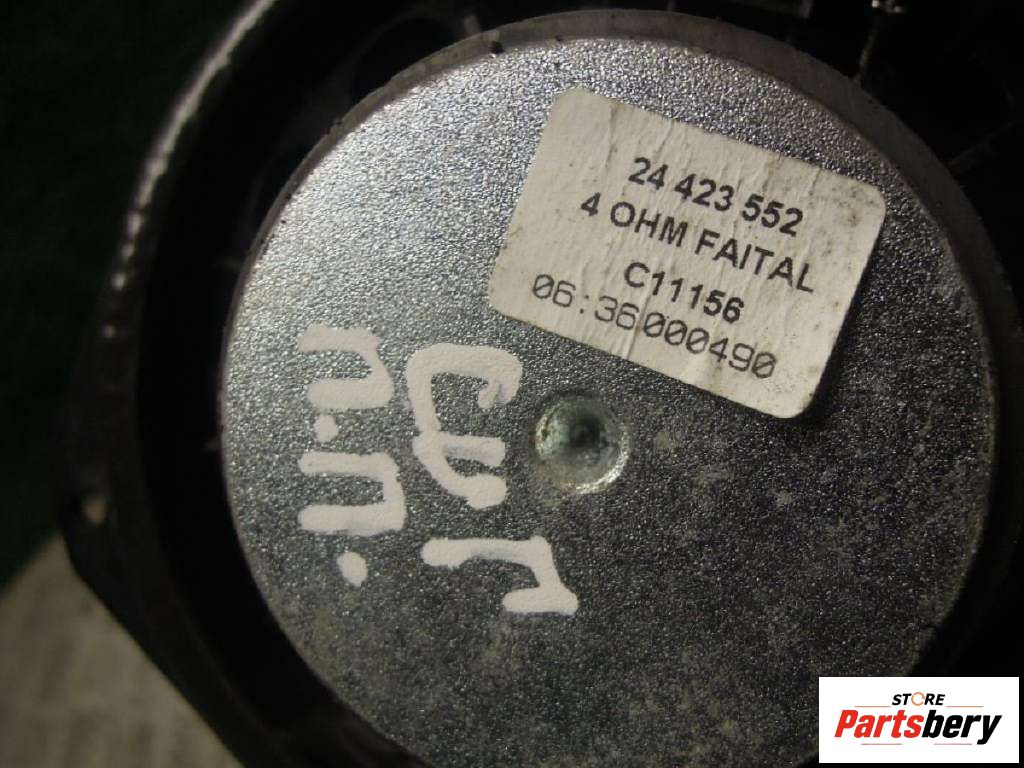 24 423 552
4 OHM FAITAL
C11156
06:36000490
STORE
Partsbery